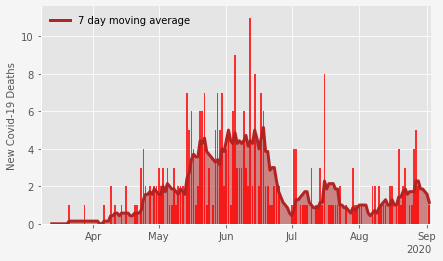 7 day moving average
New Covid-19 Deaths
10
8
6
4
2
0
Apr
May
Jun
Jul
Aug
Sep
2020